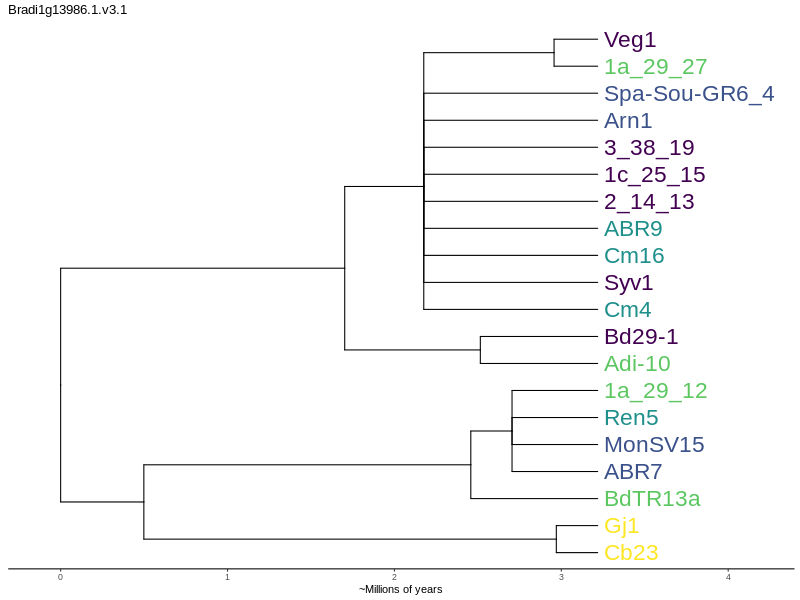 Bradi1g13986.1.v3.1
Veg1
1a_29_27
Spa-Sou-GR6_4
Arn1
3_38_19
1c_25_15
2_14_13
ABR9
Cm16
Syv1
Cm4
Bd29-1
Adi-10
1a_29_12
Ren5
MonSV15
ABR7
BdTR13a
Gj1
Cb23
0 1 2 3 4
~Millions of years